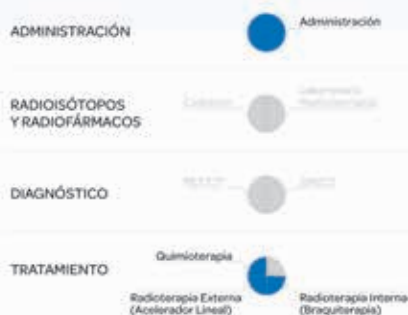 ADMINISTRACIÓN
Administración
RADIOISÓTOPOS
Y RADIOFÁRMACOS
DIAGNÓSTICO
TRATAMIENTO
Quimioterapia
Radioterapia Externa
(Acelerador Lineal)
Radioterapia Interna
(Braquiterapia)